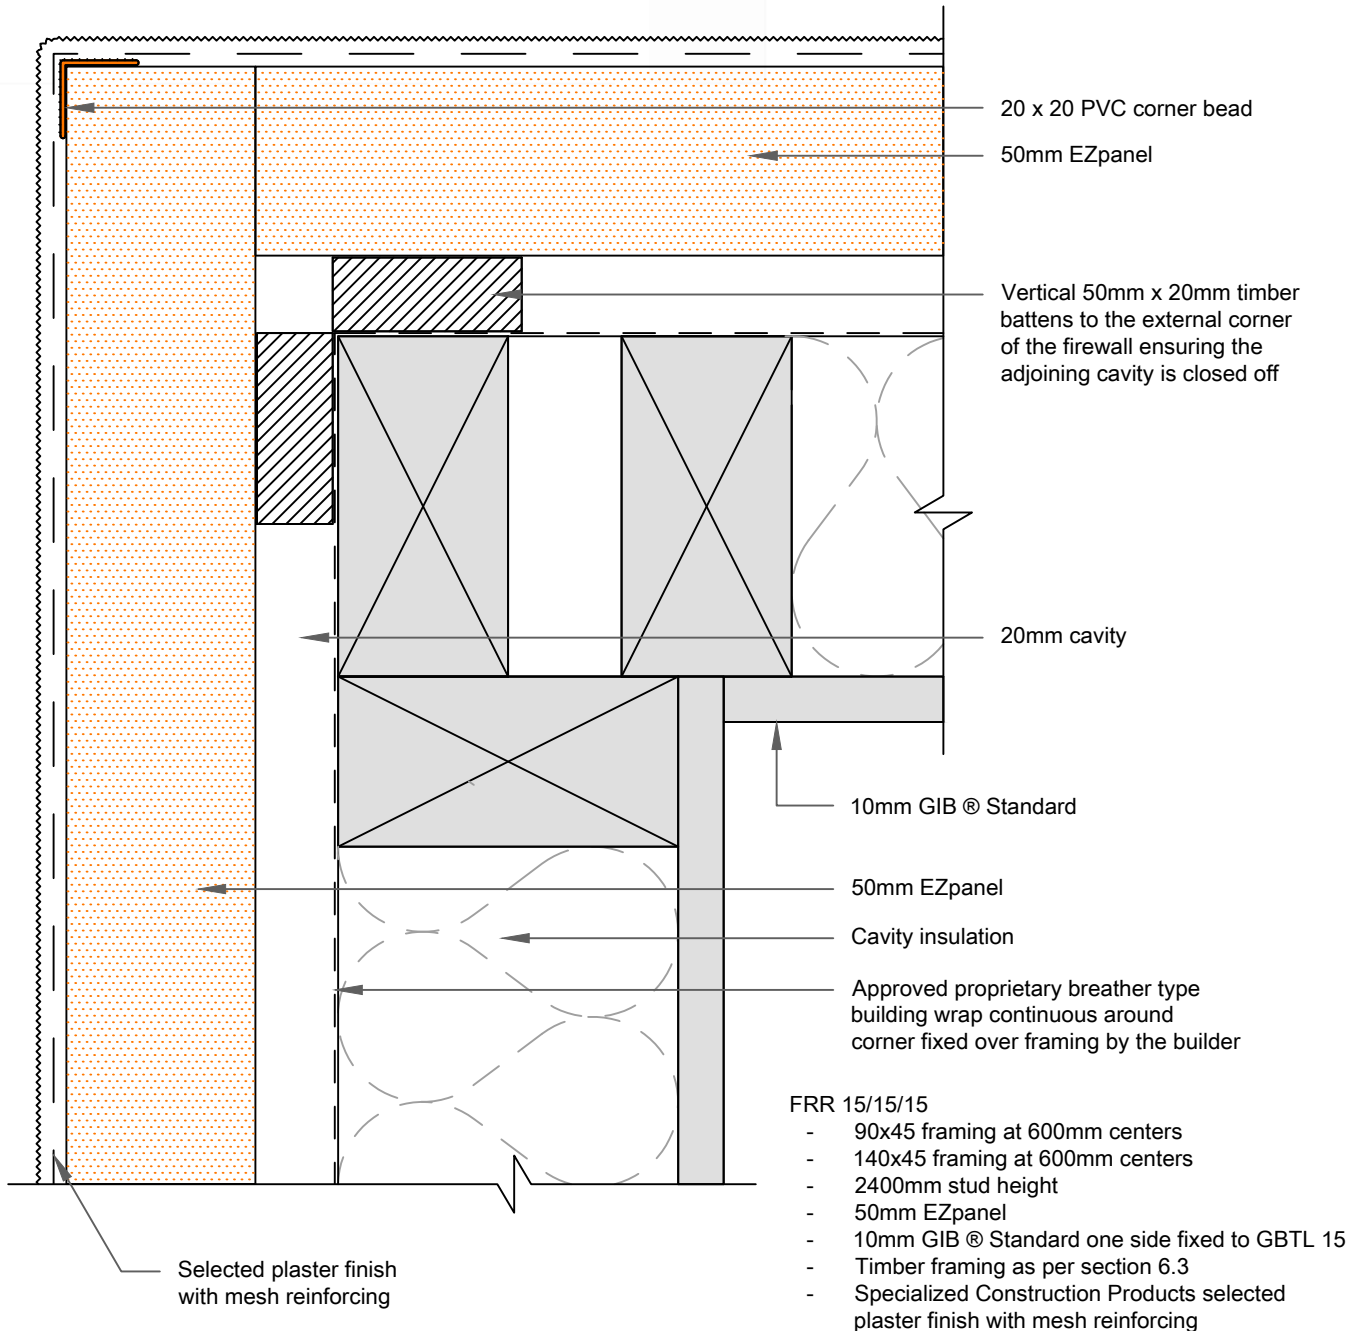 20 x 20 PVC corner bead
50mm EZpanel
Vertical 50mm x 20mm timber
battens to the external corner
of the firewall ensuring the
adjoining cavity is closed off
20mm cavity
10mm GIB ® Standard
50mm EZpanel
Cavity insulation
Approved proprietary breather type
building wrap continuous around
corner fixed over framing by the builder
FRR 15/15/15
- 90x45 framing at 600mm centers
- 140x45 framing at 600mm centers
- 2400mm stud height
- 50mm EZpanel
- 10mm GIB ® Standard one side fixed to GBTL 15
- Timber framing as per section 6.3
- Specialized Construction Products selected
plaster finish with mesh reinforcing
Selected plaster finish
with mesh reinforcing